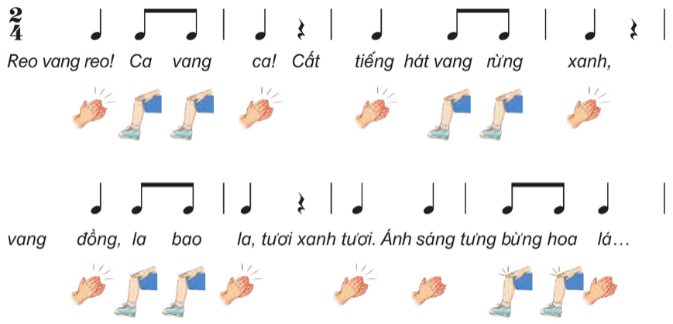 2
4
Reo vang reo! Ca vang ca! Cất tiếng hát vang rừng xanh,
vang đồng, la bao la, tươi xanh tươi. Ánh sáng tưng bừng hoa lá...